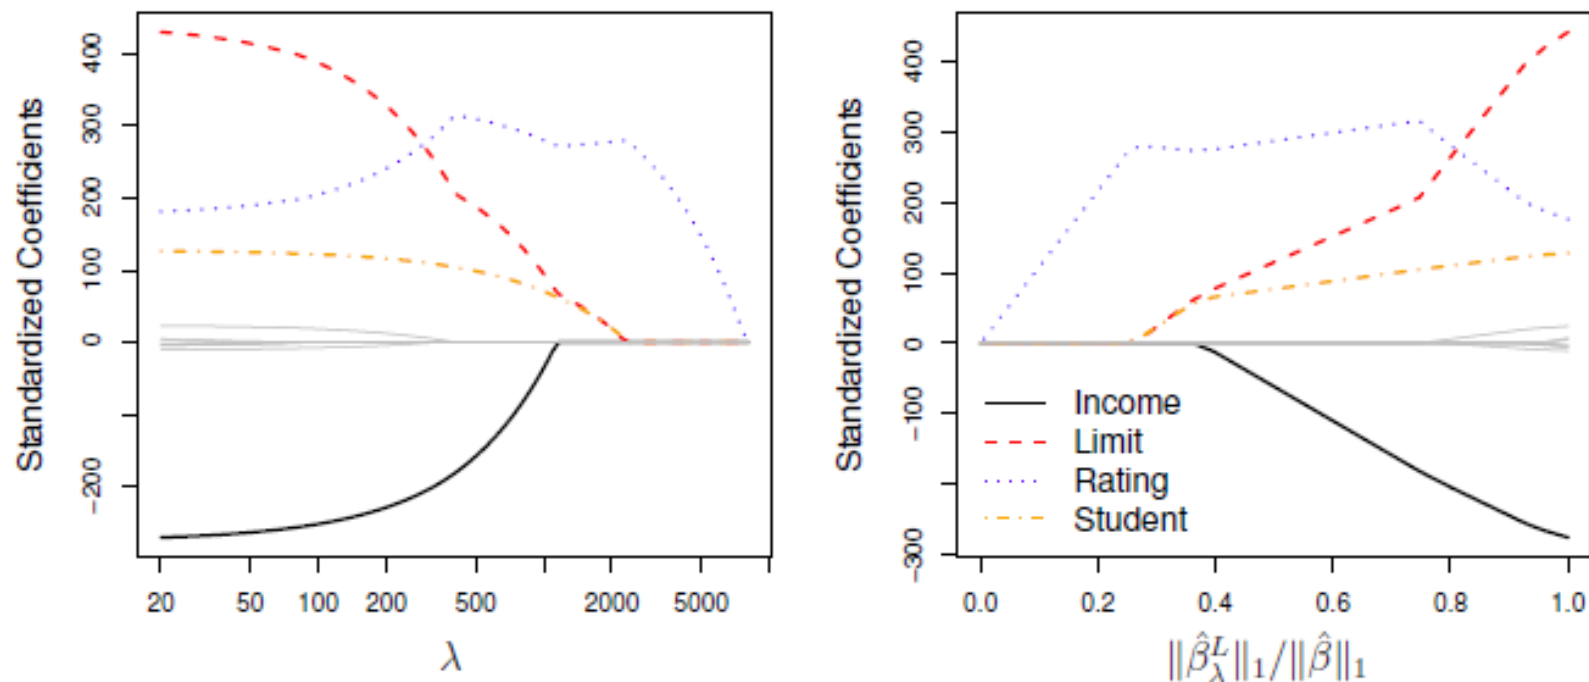 Standardized Coefficients
400
300
200
100
0
−200
20 50 100 200 500 2000 5000
λ
Standardized Coefficients
400
300
200
100
0
−100
−300
Income
Limit
Rating
Student
0.0 0.2 0.4 0.6 0.8 1.0
‖β̂λᴸ‖₁/‖β̂‖₁